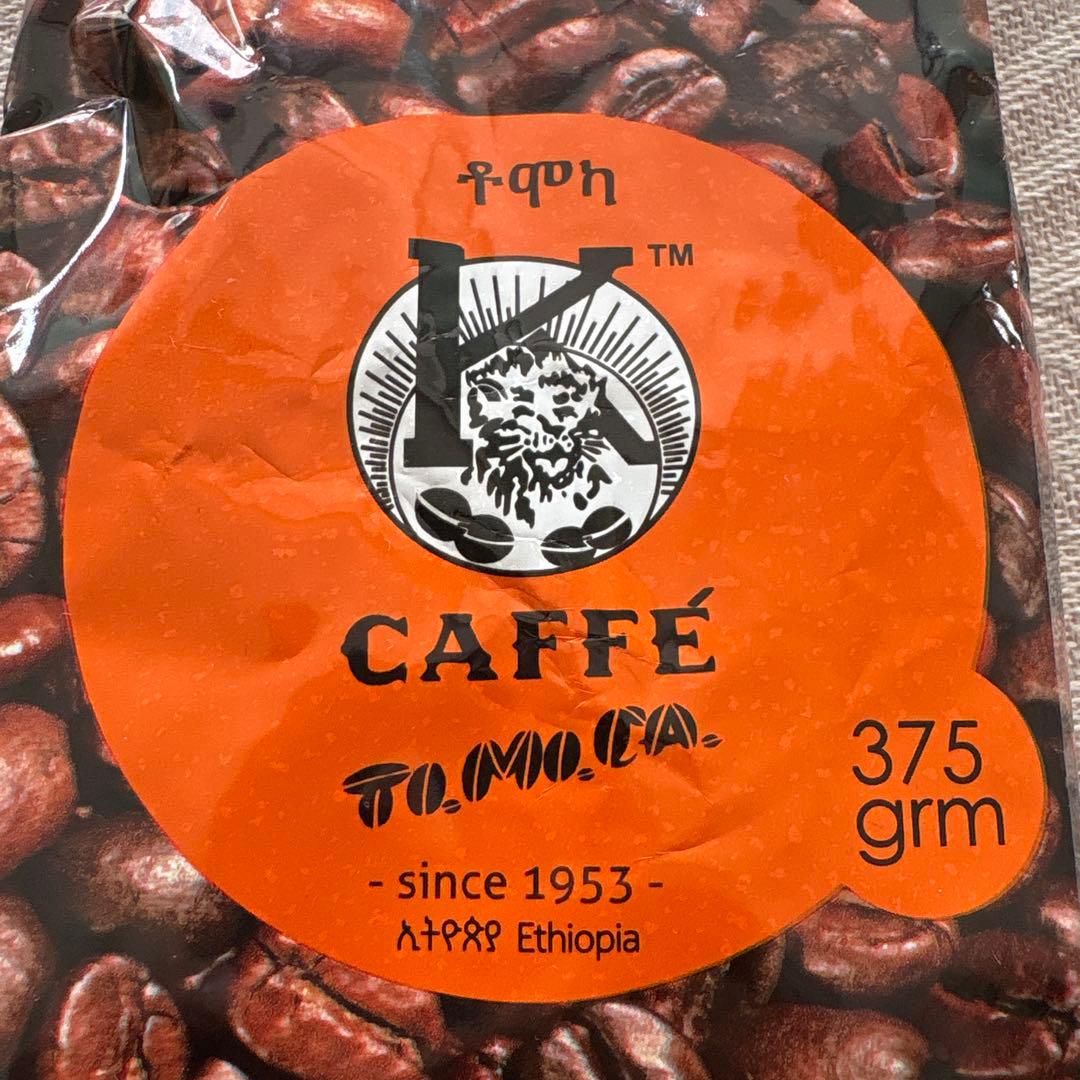 ቶሞካ
K TM
CAFFÉ
TO.MO.CA.
- since 1953 -
ኢትዮጵያ Ethiopia
375
grm